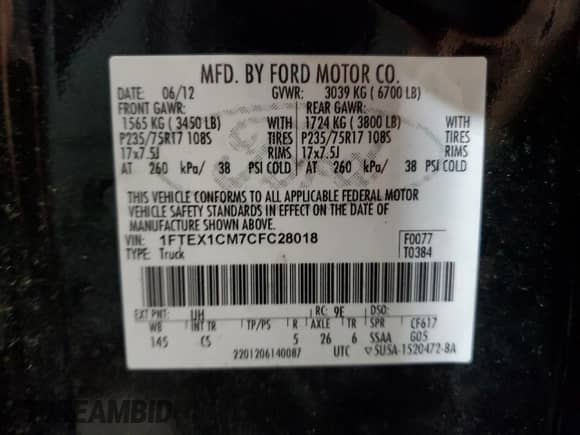 MFD. BY FORD MOTOR CO.
DATE: 06/12 GVWR: 3039 KG ( 6700 LB)
FRONT GAWR: REAR GAWR:
1565 KG ( 3450 LB) WITH 1724 KG ( 3800 LB) WITH
P235/75R17 108S TIRES P235/75R17 108S TIRES
17x7.5J RIMS 17x7.5J RIMS
AT 260 kPa/ 38 PSI COLD AT 260 kPa/ 38 PSI COLD
THIS VEHICLE CONFORMS TO ALL APPLICABLE FEDERAL MOTOR
VEHICLE SAFETY STANDARDS IN EFFECT ON THE DATE OF
MANUFACTURE SHOWN ABOVE.
VIN: 1FTEX1CM7CFC28018 F0077
TYPE: Truck T0384
EXT PNT: UH RC: 9E DSO:
WB INT TR TP/PS R AXLE TR SPR CF617
145 CS 5 26 6 SSAA G05
2201206140087 UTC ▽5U5A-1520472-BA